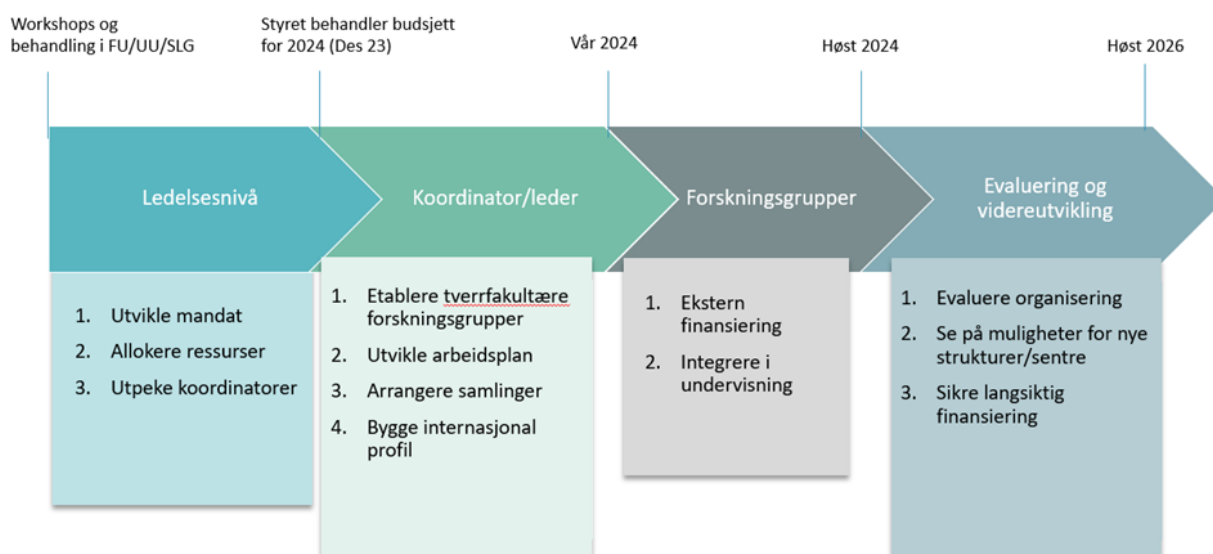 Workshops og
behandling i FU/UU/SLG
Styret behandler budsjett
for 2024 (Des 23)
Vår 2024
Høst 2024
Høst 2026
Ledelsesnivå
Koordinator/leder
Forskningsgrupper
Evaluering og
videreutvikling
1. Utvikle mandat
2. Allokere ressurser
3. Utpeke koordinatorer
1. Etablere tverrfakultære
forskningsgrupper
2. Utvikle arbeidsplan
3. Arrangere samlinger
4. Bygge internasjonal
profil
1. Ekstern
finansiering
2. Integrere i
undervisning
1. Evaluere organisering
2. Se på muligheter for nye
strukturer/sentre
3. Sikre langsiktig
finansiering